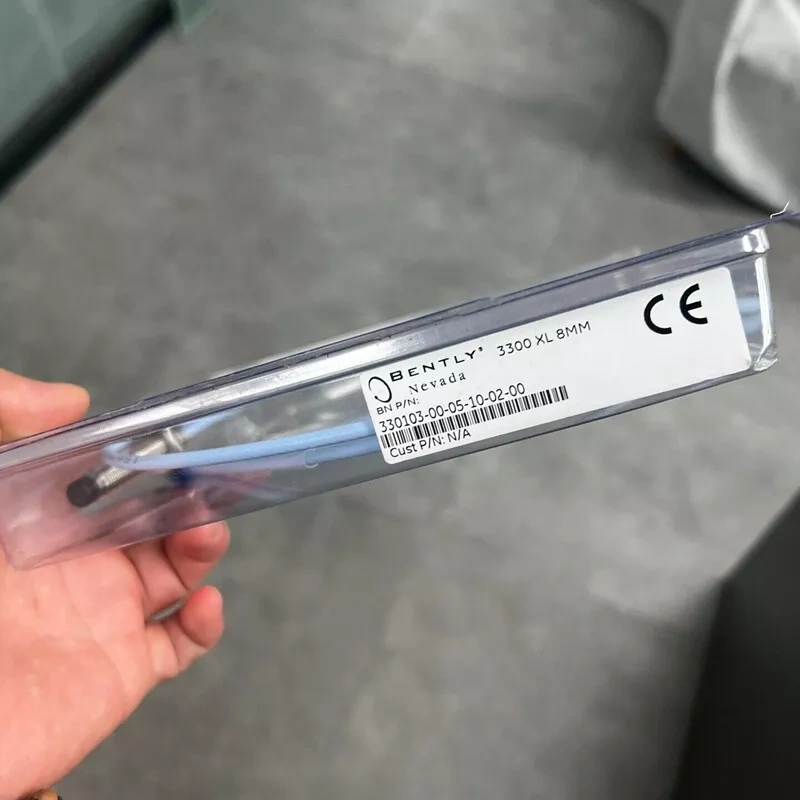 BENTLY® 3300 XL 8MM
Nevada
BN P/N:
330103-00-05-10-02-00
Cust P/N: N/A
CE